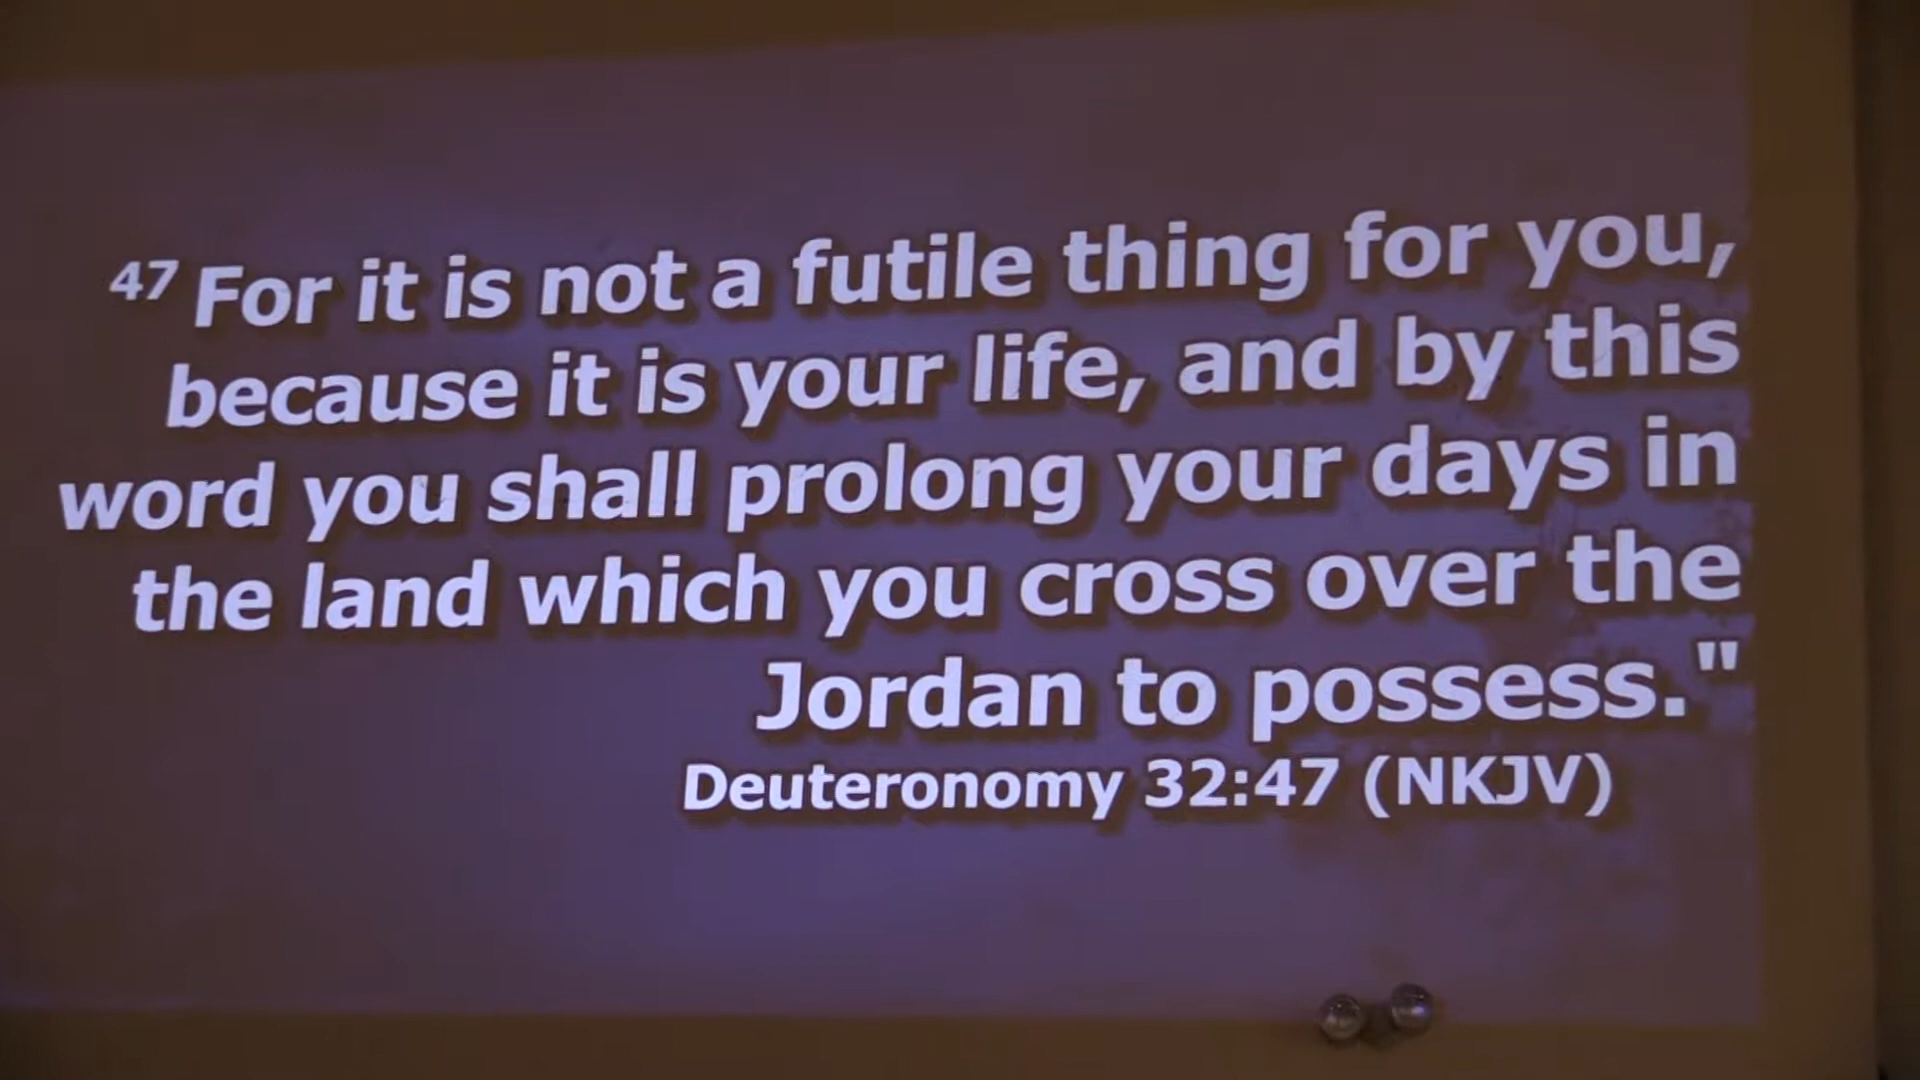 47 For it is not a futile thing for you,
because it is your life, and by this
word you shall prolong your days in
the land which you cross over the
Jordan to possess."
Deuteronomy 32:47 (NKJV)